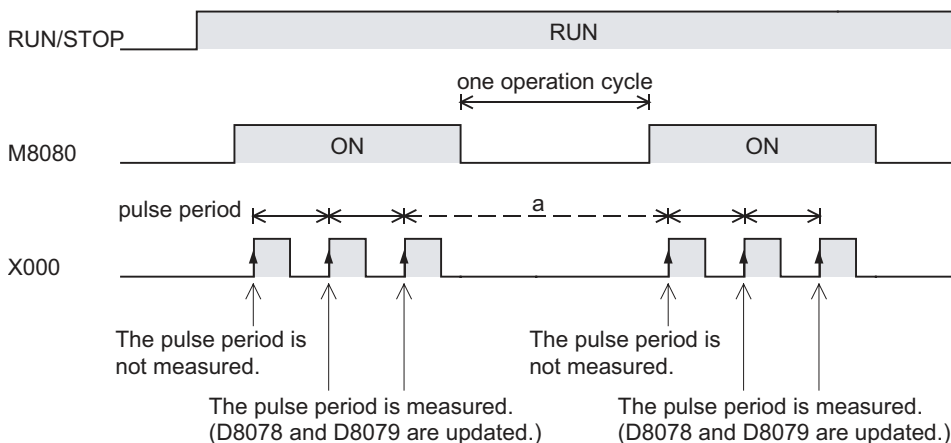 RUN/STOP
RUN
one operation cycle
M8080
ON
ON
pulse period
a
X000
The pulse period is
not measured.
The pulse period is
not measured.
The pulse period is measured.
(D8078 and D8079 are updated.)
The pulse period is measured.
(D8078 and D8079 are updated.)